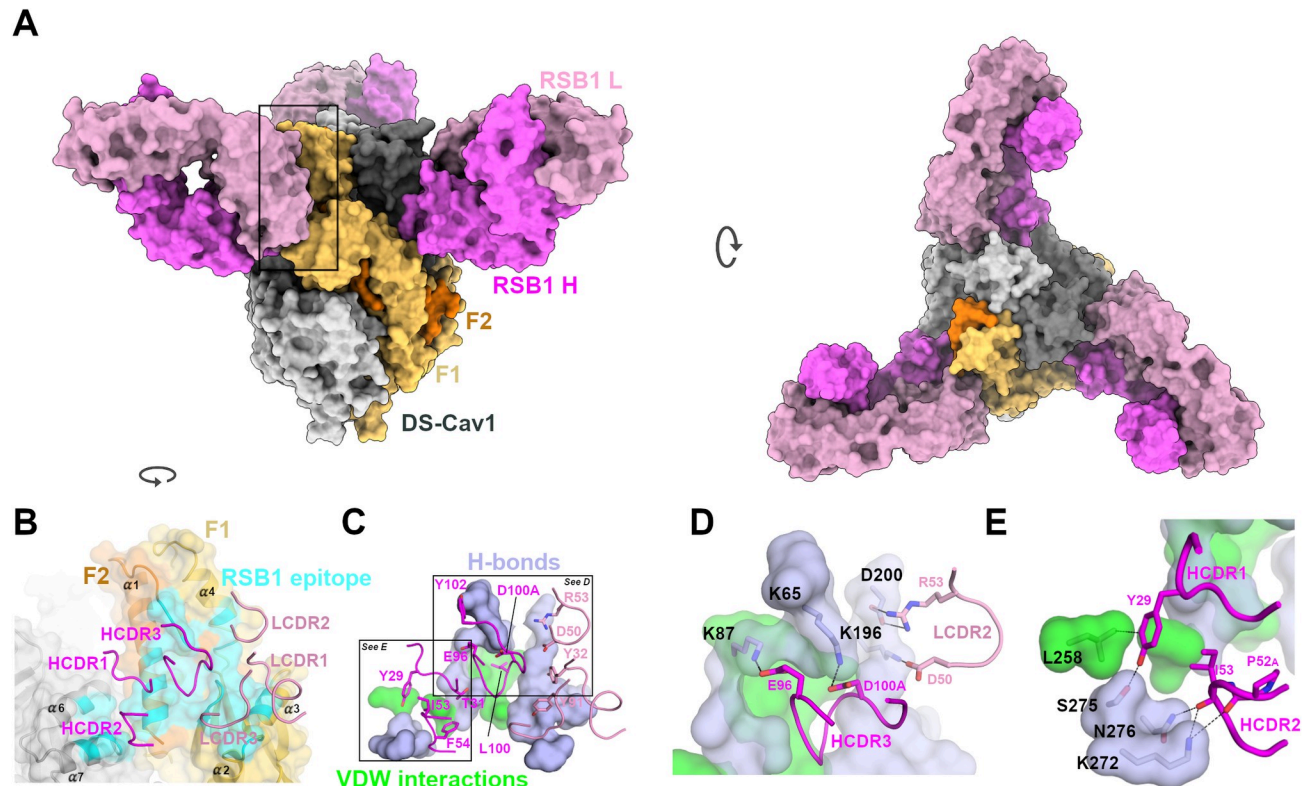 A
RSB1 L
RSB1 H
F2
F1
DS-Cav1
B
F1
F2
α1
RSB1 epitope
α4
HCDR3
LCDR2
HCDR1
LCDR1
α6
α3
HCDR2
LCDR3
α7
α2
C
H-bonds
See D
Y102
D100A
R53
D50
See E
E96
Y32
Y29
T31
I53
F54
L100
VDW interactions
D
D200
R53
K65
K87
K196
LCDR2
E96
D100A
D50
HCDR3
E
HCDR1
Y29
L258
I53
P52A
S275
N276
HCDR2
K272